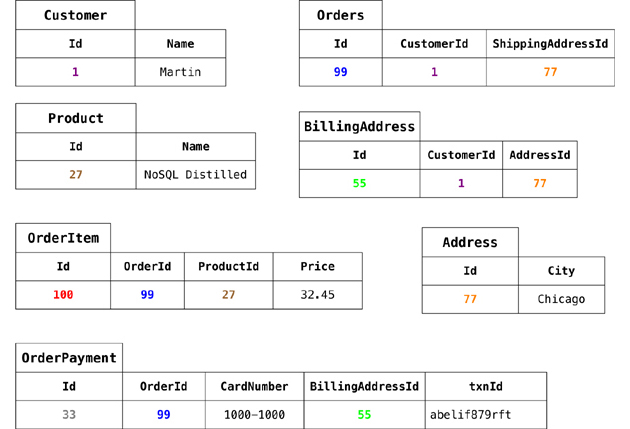 Customer
Id Name
1 Martin
Orders
Id CustomerId ShippingAddressId
99 1 77
Product
Id Name
27 NoSQL Distilled
BillingAddress
Id CustomerId AddressId
55 1 77
OrderItem
Id OrderId ProductId Price
100 99 27 32.45
Address
Id City
77 Chicago
OrderPayment
Id OrderId CardNumber BillingAddressId txnId
33 99 1000-1000 55 abelif879rft